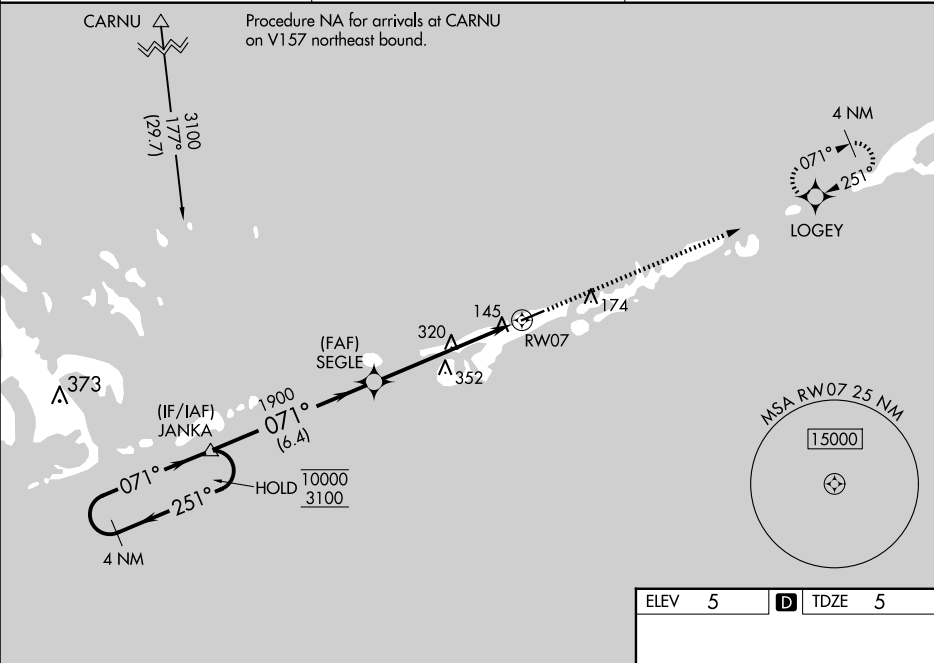 CARNU
Procedure NA for arrivals at CARNU
on V157 northeast bound.
3100
177°
(29.7)
4 NM
071°
251°
LOGEY
145
174
320
RW07
(FAF)
SEGLE
352
373
1900
071°
(6.4)
(IF/IAF)
JANKA
071°
251°
HOLD
10000
3100
4 NM
MSA RW07 25 NM
15000
ELEV 5
D
TDZE 5